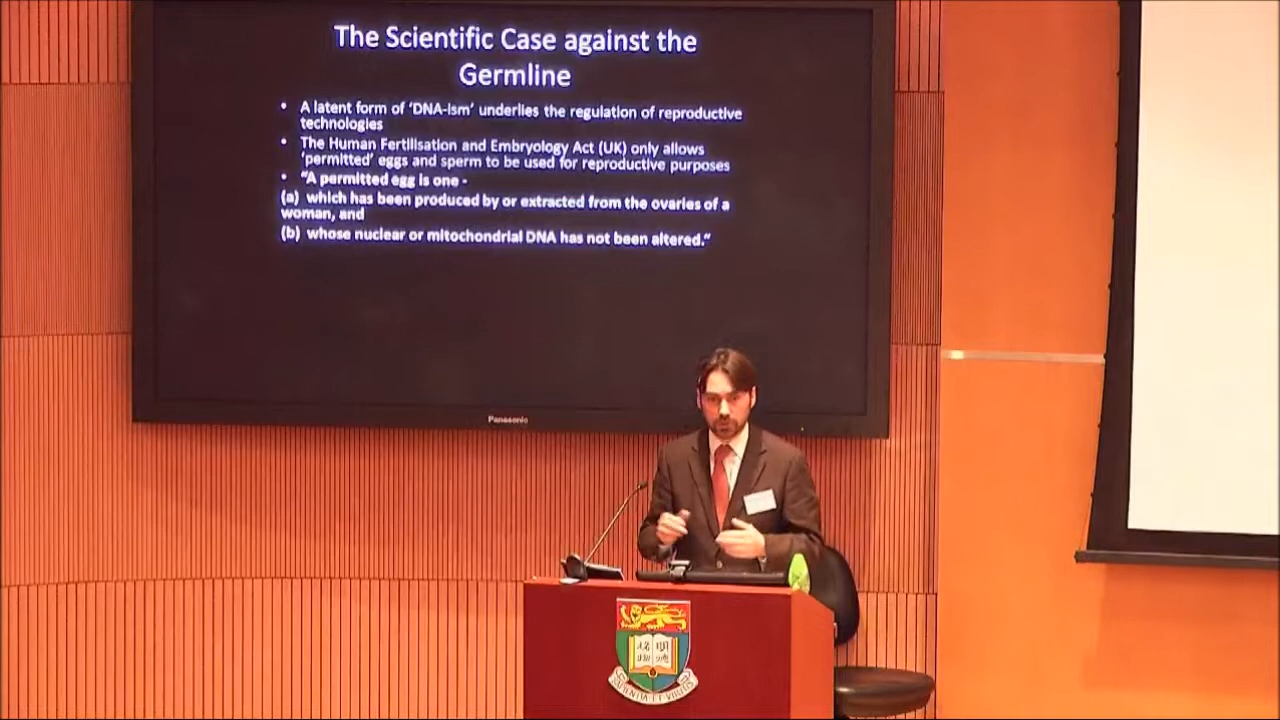 The Scientific Case against the
Germline
• A latent form of 'DNA-ism' underlies the regulation of reproductive
technologies
• The Human Fertilisation and Embryology Act (UK) only allows
'permitted' eggs and sperm to be used for reproductive purposes
• "A permitted egg is one -
(a) which has been produced by or extracted from the ovaries of a
woman, and
(b) whose nuclear or mitochondrial DNA has not been altered."
Panasonic
SAPIENTIA ET VIRTUS